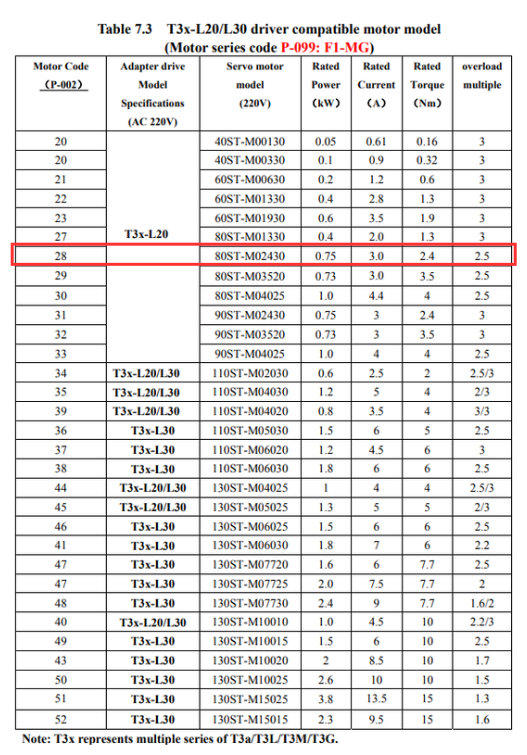 Table 7.3 T3x-L20/L30 driver compatible motor model
(Motor series code P-099: F1-MG)
Motor Code (P-002) Adapter drive Model Specifications (AC 220V) Servo motor model (220V) Rated Power (kW) Rated Current (A) Rated Torque (Nm) overload multiple
20 40ST-M00130 0.05 0.61 0.16 3
20 40ST-M00330 0.1 0.9 0.32 3
21 60ST-M00630 0.2 1.2 0.6 3
22 60ST-M01330 0.4 2.8 1.3 3
23 60ST-M01930 0.6 3.5 1.9 3
27 T3x-L20 80ST-M01330 0.4 2.0 1.3 3
28 80ST-M02430 0.75 3.0 2.4 2.5
29 80ST-M03520 0.73 3.0 3.5 2.5
30 80ST-M04025 1.0 4.4 4 2.5
31 90ST-M02430 0.75 3 2.4 3
32 90ST-M03520 0.73 3 3.5 3
33 90ST-M04025 1.0 4 4 2.5
34 T3x-L20/L30 110ST-M02030 0.6 2.5 2 2.5/3
35 T3x-L20/L30 110ST-M04030 1.2 5 4 2/3
39 T3x-L20/L30 110ST-M04020 0.8 3.5 4 3/3
36 T3x-L30 110ST-M05030 1.5 6 5 2.5
37 T3x-L30 110ST-M06020 1.2 4.5 6 3
38 T3x-L30 110ST-M06030 1.8 6 6 2.5
44 T3x-L20/L30 130ST-M04025 1 4 4 2.5/3
45 T3x-L20/L30 130ST-M05025 1.3 5 5 2/3
46 T3x-L30 130ST-M06025 1.5 6 6 2.5
41 T3x-L30 130ST-M06030 1.8 7 6 2.2
47 T3x-L30 130ST-M07720 1.6 6 7.7 2.5
47 T3x-L30 130ST-M07725 2.0 7.5 7.7 2
48 T3x-L30 130ST-M07730 2.4 9 7.7 1.6/2
40 T3x-L20/L30 130ST-M10010 1.0 4.5 10 2.2/3
49 T3x-L30 130ST-M10015 1.5 6 10 2.5
43 T3x-L30 130ST-M10020 2 8.5 10 1.7
50 T3x-L30 130ST-M10025 2.6 10 10 1.5
51 T3x-L30 130ST-M15025 3.8 13.5 15 1.3
52 T3x-L30 130ST-M15015 2.3 9.5 15 1.6
Note: T3x represents multiple series of T3a/T3L/T3M/T3G.